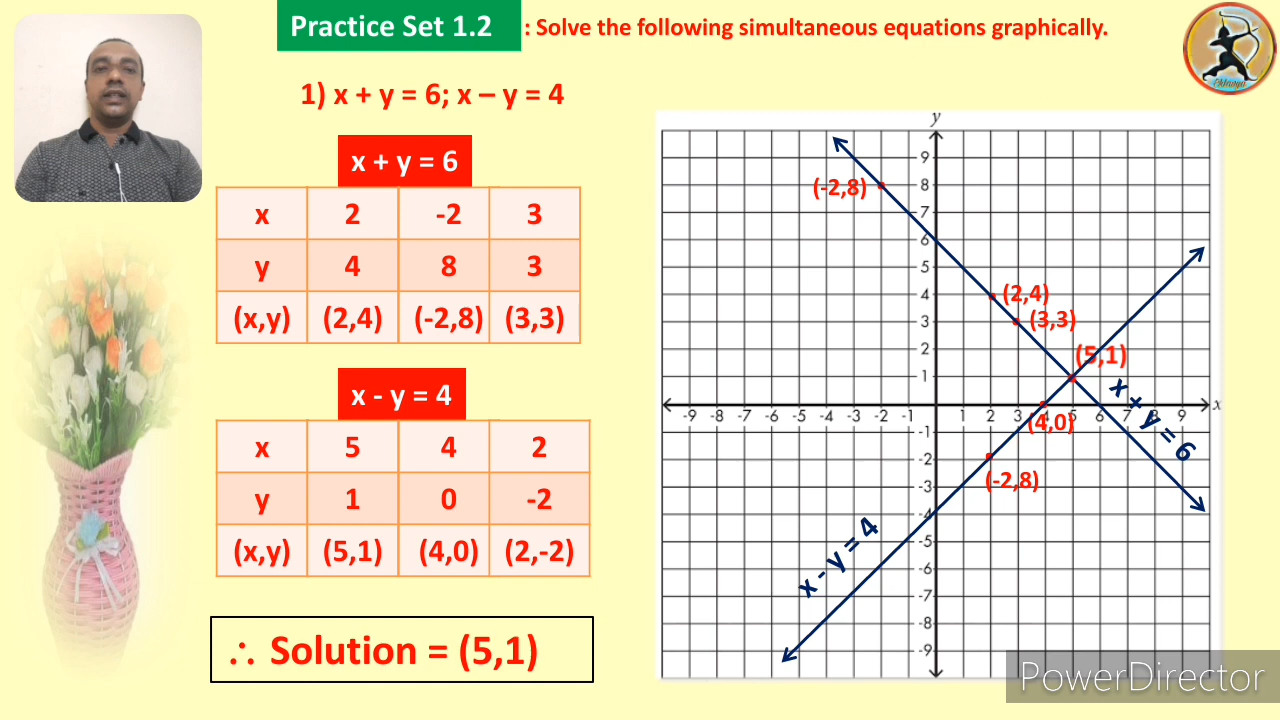 Practice Set 1.2 : Solve the following simultaneous equations graphically.
Eklavya
1) x + y = 6; x – y = 4
x + y = 6
x 2 -2 3
y 4 8 3
(x,y) (2,4) (-2,8) (3,3)
x - y = 4
x 5 4 2
y 1 0 -2
(x,y) (5,1) (4,0) (2,-2)
∴ Solution = (5,1)
y
9
(-2,8) 8
7
6
5
4 (2,4)
3 (3,3)
2 (5,1)
1
-9 -8 -7 -6 -5 -4 -3 -2 -1 1 2 3 4 5 6 7 8 9 x
(4,0)
x + y = 6
-1
-2
-3 (-2,8)
-4
-5
x - y = 4
-6
-7
-8
-9
PowerDirector